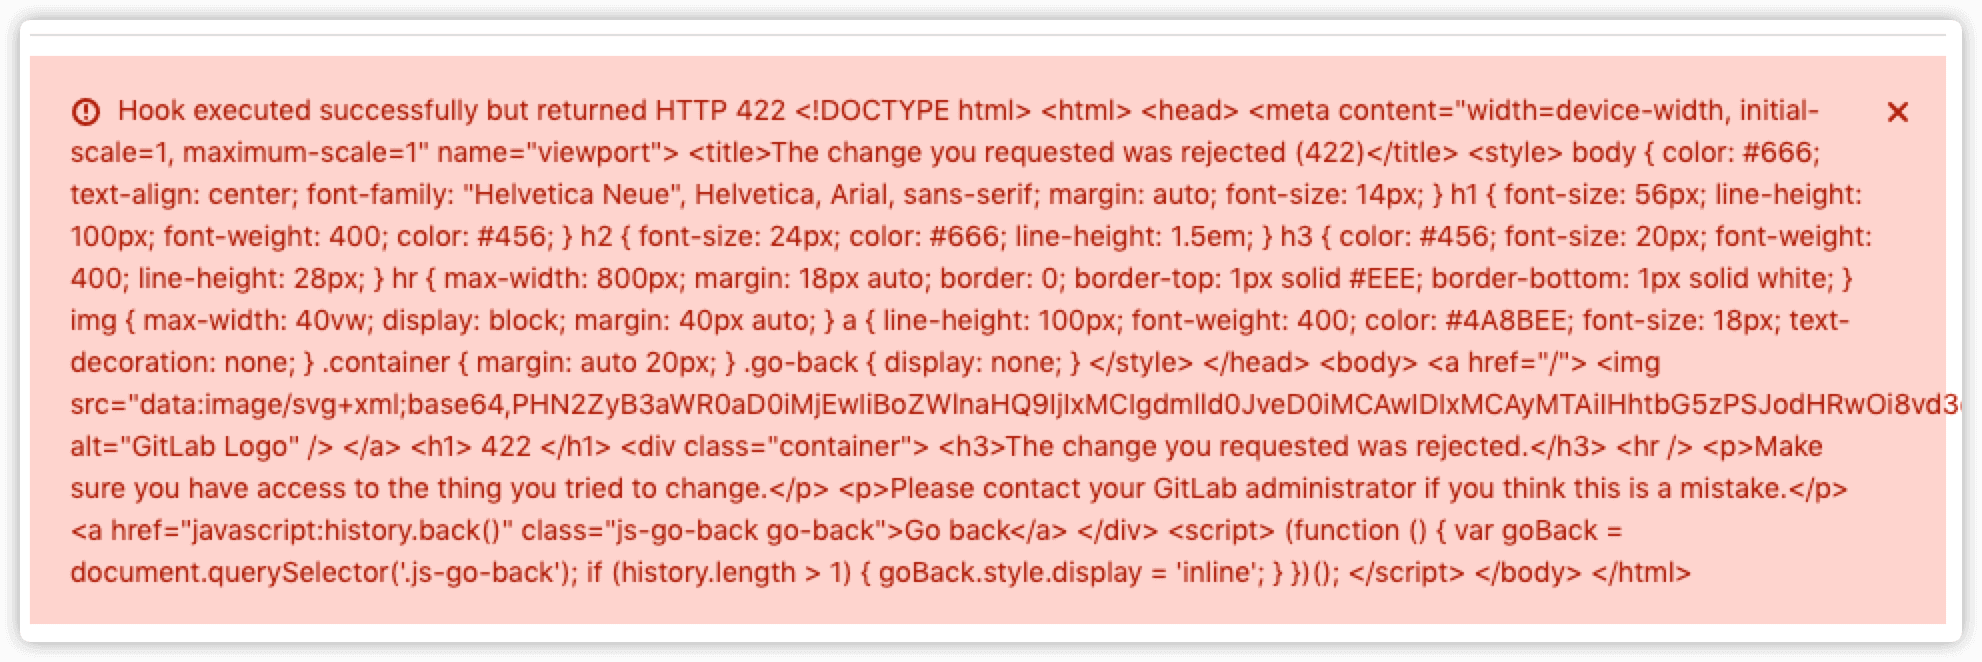 Hook executed successfully but returned HTTP 422 <!DOCTYPE html> <html> <head> <meta content="width=device-width, initial-
scale=1, maximum-scale=1" name="viewport"> <title>The change you requested was rejected (422)</title> <style> body { color: #666;
text-align: center; font-family: "Helvetica Neue", Helvetica, Arial, sans-serif; margin: auto; font-size: 14px; } h1 { font-size: 56px; line-height:
100px; font-weight: 400; color: #456; } h2 { font-size: 24px; color: #666; line-height: 1.5em; } h3 { color: #456; font-size: 20px; font-weight:
400; line-height: 28px; } hr { max-width: 800px; margin: 18px auto; border: 0; border-top: 1px solid #EEE; border-bottom: 1px solid white; }
img { max-width: 40vw; display: block; margin: 40px auto; } a { line-height: 100px; font-weight: 400; color: #4A8BEE; font-size: 18px; text-
decoration: none; } .container { margin: auto 20px; } .go-back { display: none; } </style> </head> <body> <a href="/"> <img
src="data:image/svg+xml;base64,PHN2ZyB3aWR0aD0iMjEwIiBoZWlnaHQ9IjIxMCIgdmlld0JveD0iMCAwIDIxMCAyMTAiIHhtbG5zPSJodHRwOi8vd3
alt="GitLab Logo" /> </a> <h1> 422 </h1> <div class="container"> <h3>The change you requested was rejected.</h3> <hr /> <p>Make
sure you have access to the thing you tried to change.</p> <p>Please contact your GitLab administrator if you think this is a mistake.</p>
<a href="javascript:history.back()" class="js-go-back go-back">Go back</a> </div> <script> (function () { var goBack =
document.querySelector('.js-go-back'); if (history.length > 1) { goBack.style.display = 'inline'; } })(); </script> </body> </html>